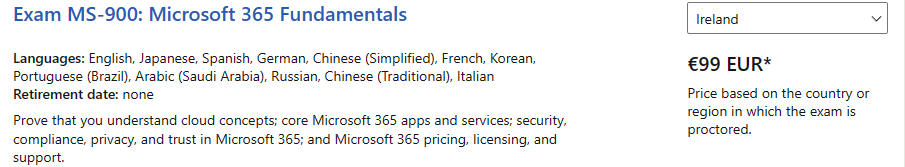 Exam MS-900: Microsoft 365 Fundamentals
Languages: English, Japanese, Spanish, German, Chinese (Simplified), French, Korean,
Portuguese (Brazil), Arabic (Saudi Arabia), Russian, Chinese (Traditional), Italian
Retirement date: none
Prove that you understand cloud concepts; core Microsoft 365 apps and services; security,
compliance, privacy, and trust in Microsoft 365; and Microsoft 365 pricing, licensing, and
support.
Ireland
€99 EUR*
Price based on the country or
region in which the exam is
proctored.